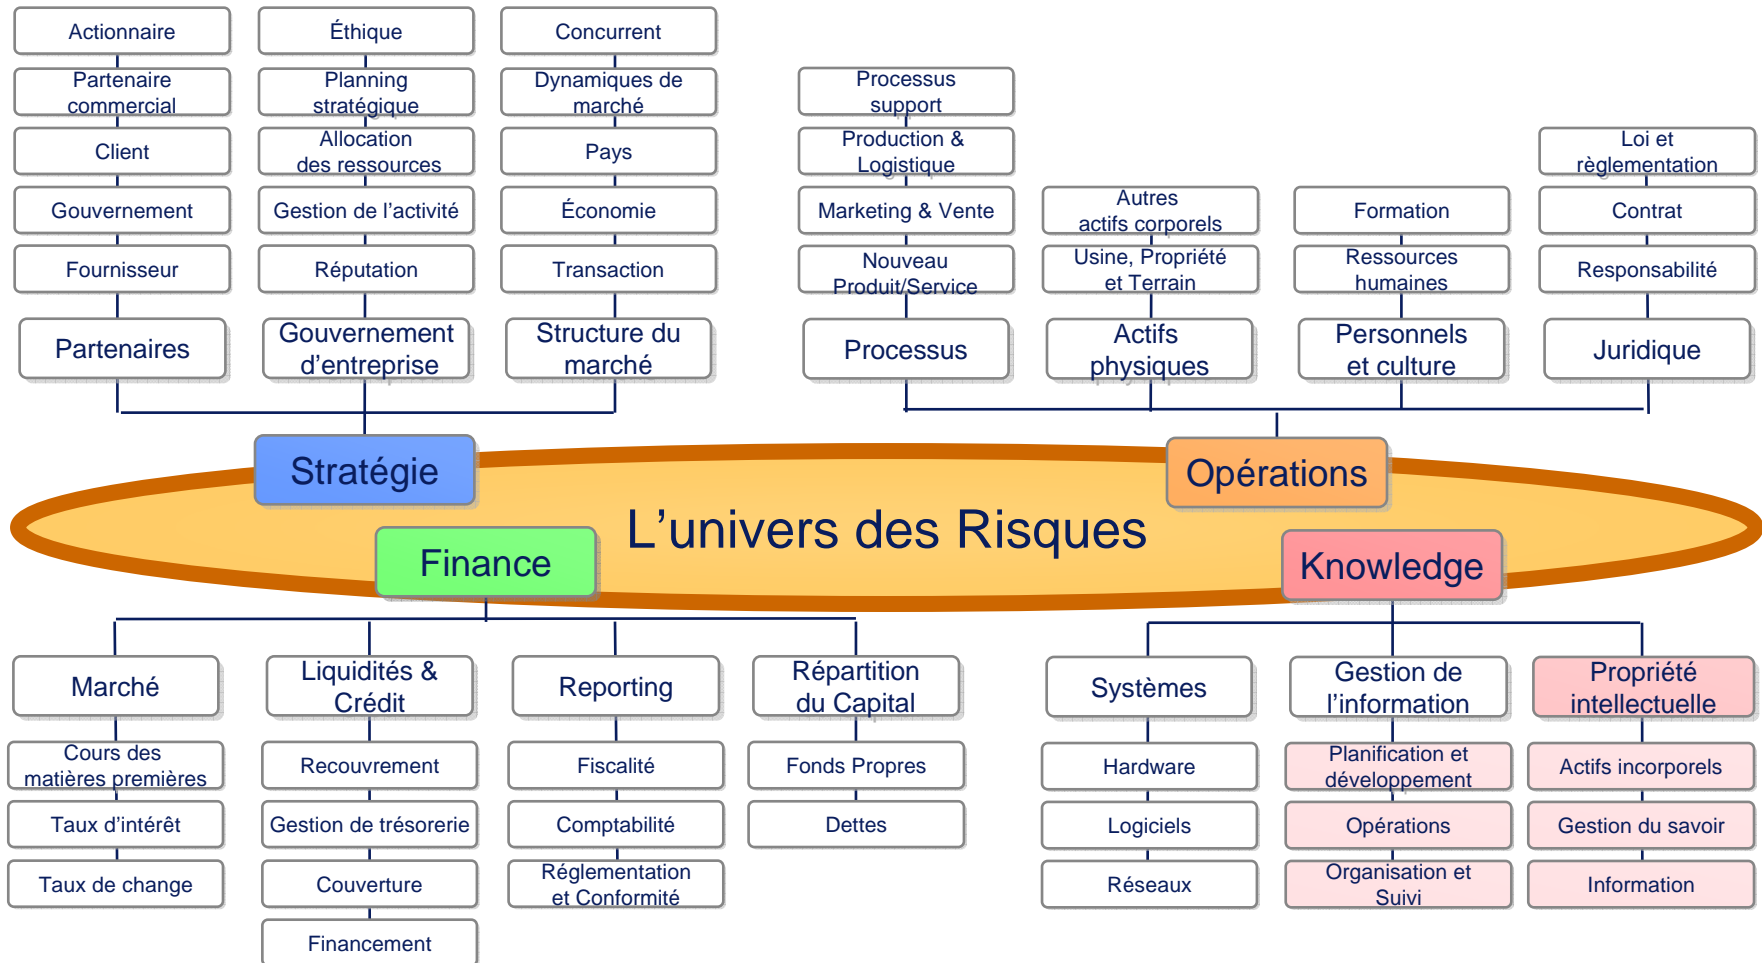 Actionnaire
Partenaire
commercial
Client
Gouvernement
Fournisseur
Partenaires
Éthique
Planning
stratégique
Allocation
des ressources
Gestion de l'activité
Réputation
Gouvernement
d'entreprise
Concurrent
Dynamiques de
marché
Pays
Économie
Transaction
Structure du
marché
Processus
support
Production &
Logistique
Marketing & Vente
Nouveau
Produit/Service
Processus
Autres
actifs corporels
Usine, Propriété
et Terrain
Actifs
physiques
Formation
Ressources
humaines
Personnels
et culture
Loi et
règlementation
Contrat
Responsabilité
Juridique
Stratégie
Opérations
L'univers des Risques
Finance
Knowledge
Marché
Cours des
matières premières
Taux d'intérêt
Taux de change
Liquidités &
Crédit
Recouvrement
Gestion de trésorerie
Couverture
Financement
Reporting
Fiscalité
Comptabilité
Réglementation
et Conformité
Répartition
du Capital
Fonds Propres
Dettes
Systèmes
Hardware
Logiciels
Réseaux
Gestion de
l'information
Planification et
développement
Opérations
Organisation et
Suivi
Propriété
intellectuelle
Actifs incorporels
Gestion du savoir
Information